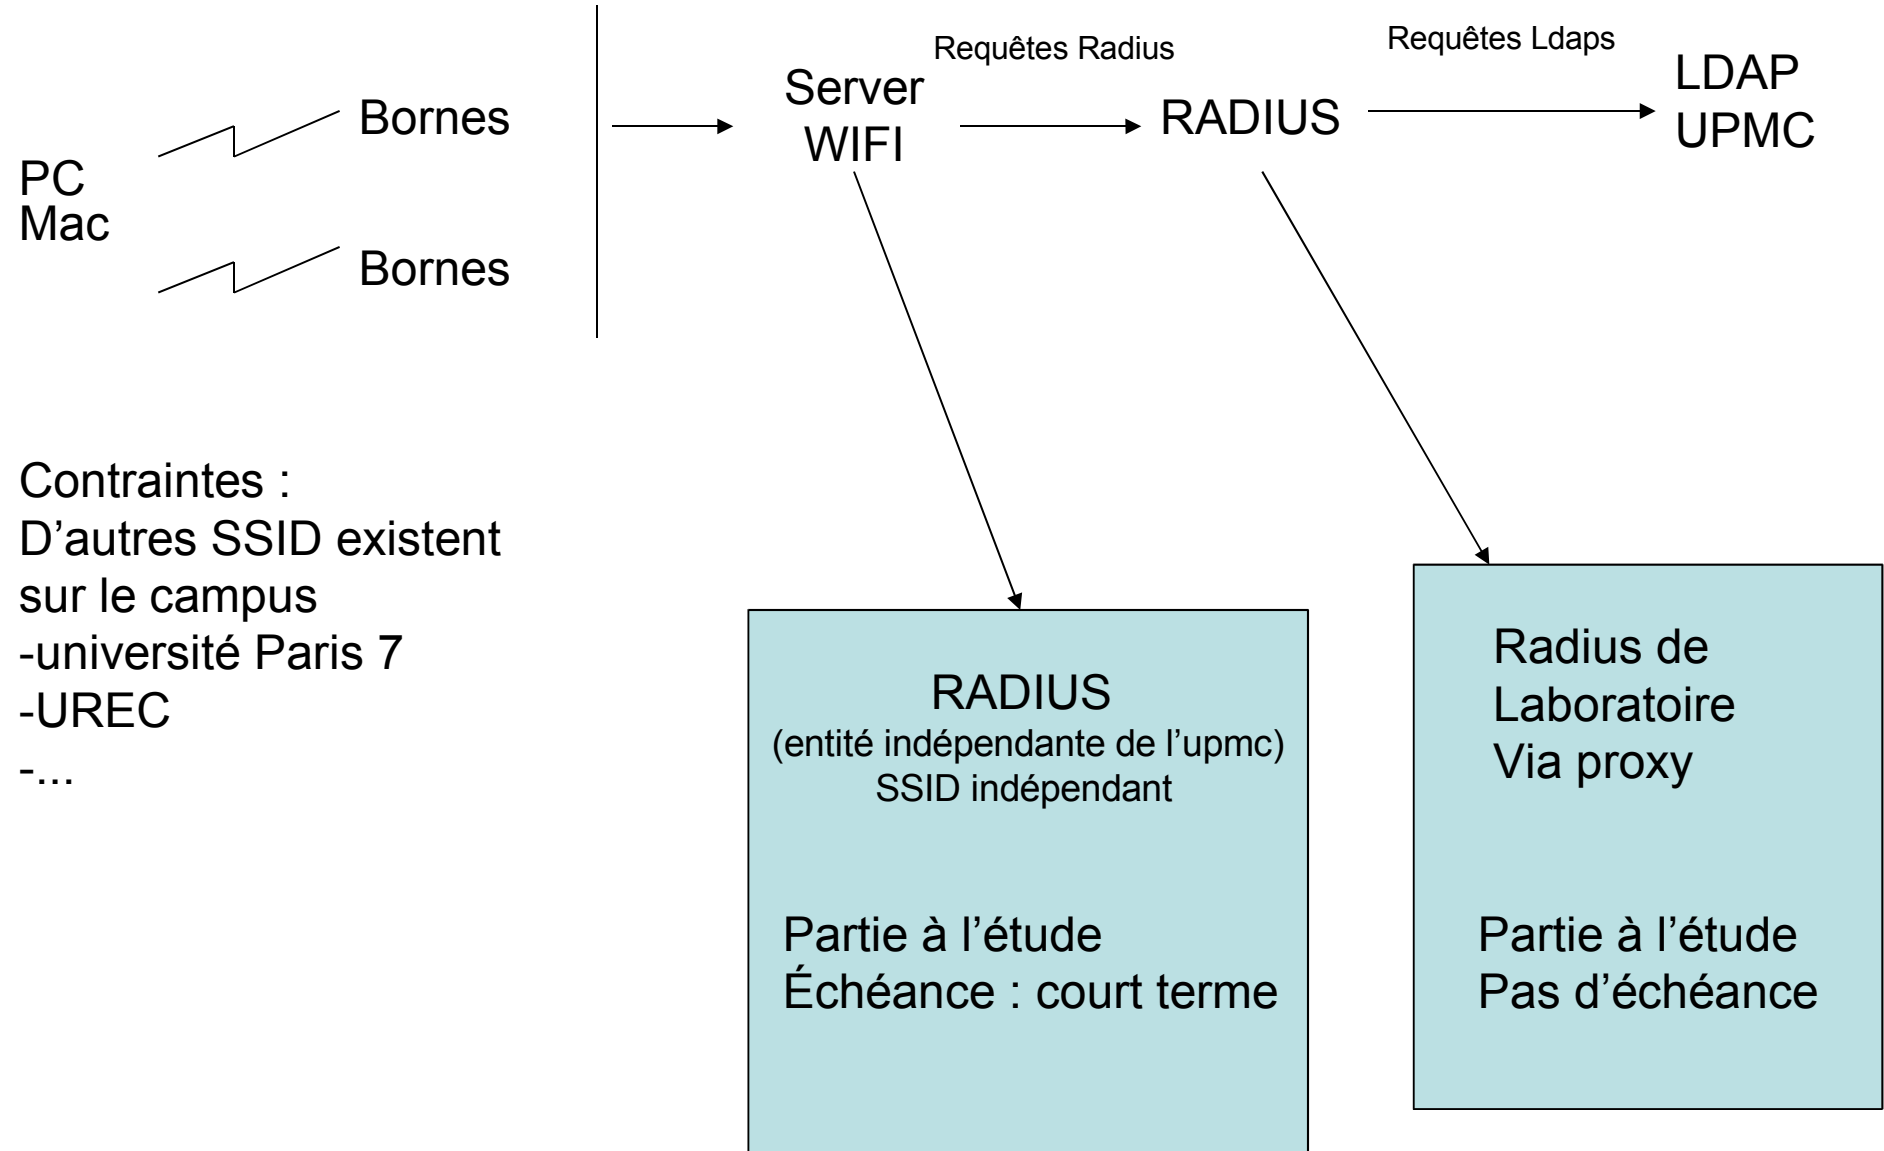 Requêtes Radius
Requêtes Ldaps
Server
WIFI
RADIUS
LDAP
UPMC
Bornes
PC
Mac
Bornes
Contraintes :
D’autres SSID existent
sur le campus
-université Paris 7
-UREC
-...
RADIUS
(entité indépendante de l’upmc)
SSID indépendant
Partie à l’étude
Échéance : court terme
Radius de
Laboratoire
Via proxy
Partie à l’étude
Pas d’échéance